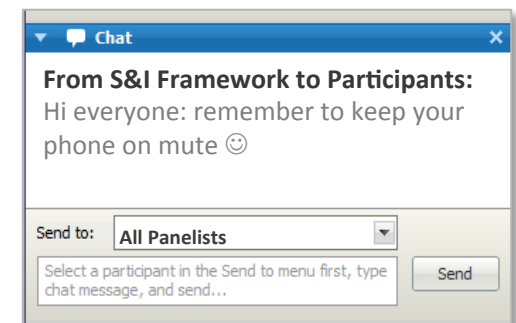 Chat
From S&I Framework to Participants:
Hi everyone: remember to keep your
phone on mute ☺
Send to: All Panelists
Select a participant in the Send to menu first, type
chat message, and send...
Send